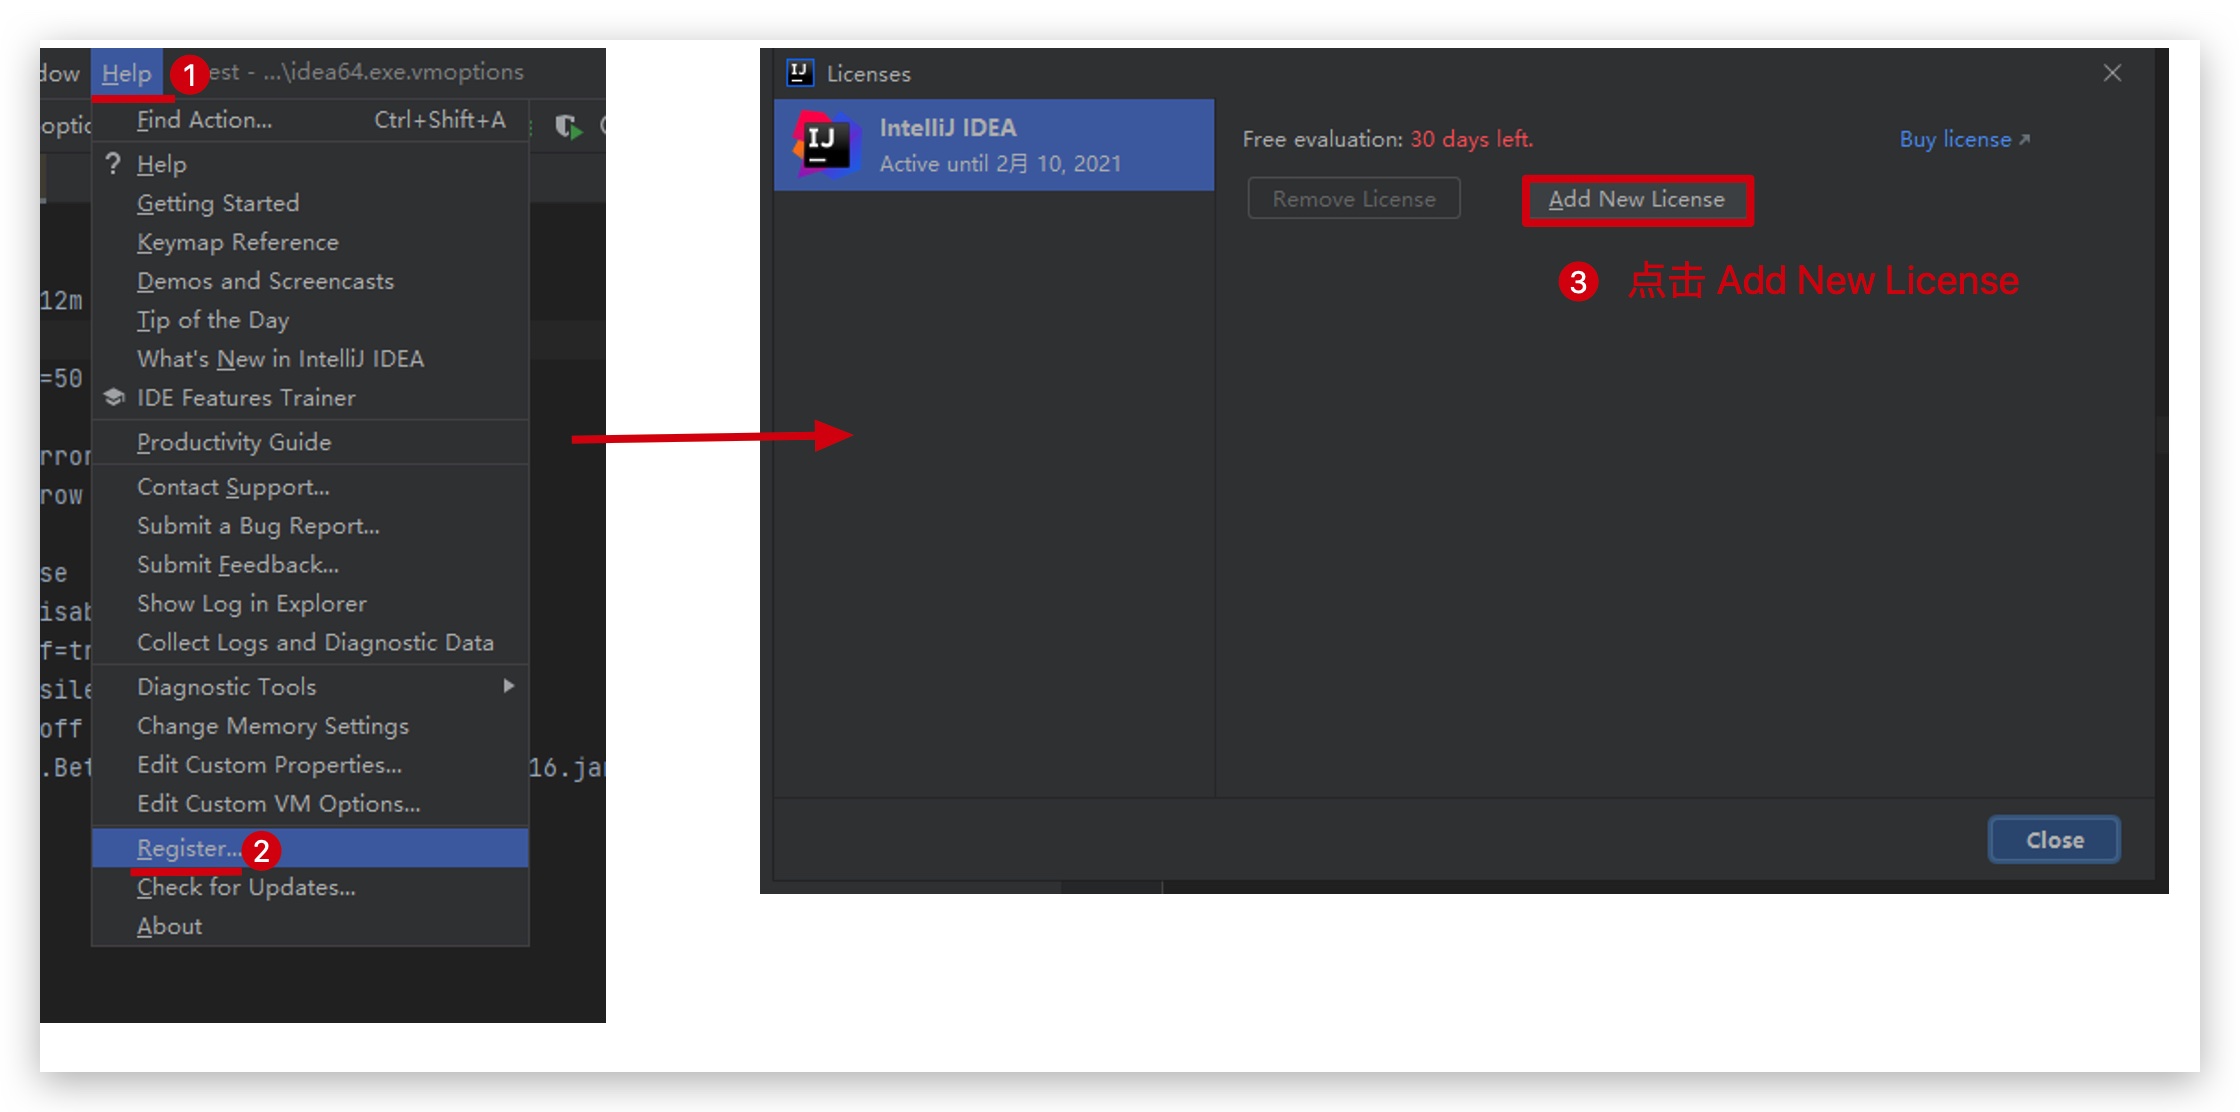 dow Help 1 est - ...\idea64.exe.vmoptions
optio
Find Action... Ctrl+Shift+A
? Help
Getting Started
Keymap Reference
Demos and Screencasts
12m
Tip of the Day
What's New in IntelliJ IDEA
=50
IDE Features Trainer
Productivity Guide
rror
row
Contact Support...
Submit a Bug Report...
Submit Feedback...
se
Show Log in Explorer
isab
Collect Logs and Diagnostic Data
f=tr
Diagnostic Tools
sile
Change Memory Settings
off
Edit Custom Properties...
.Bet 16.jar
Edit Custom VM Options...
Register... 2
Check for Updates...
About
IJ Licenses
IJ
IntelliJ IDEA
Active until 2月 10, 2021
Free evaluation: 30 days left.
Buy license
Remove License
Add New License
3 点击 Add New License
Close